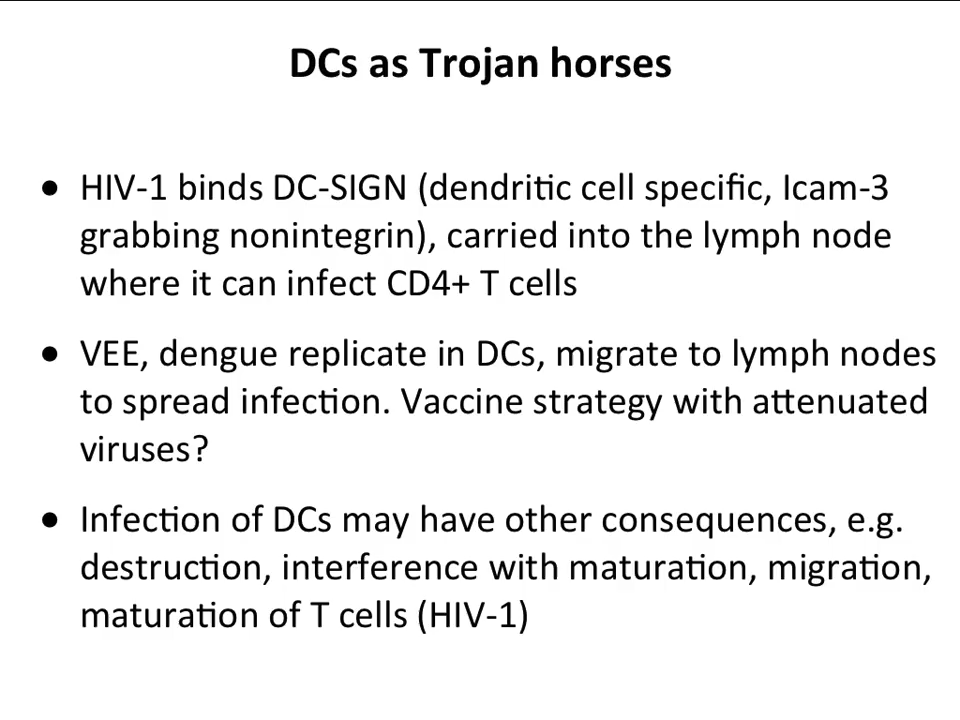 DCs as Trojan horses
• HIV-1 binds DC-SIGN (dendritic cell specific, Icam-3
grabbing nonintegrin), carried into the lymph node
where it can infect CD4+ T cells
• VEE, dengue replicate in DCs, migrate to lymph nodes
to spread infection. Vaccine strategy with attenuated
viruses?
• Infection of DCs may have other consequences, e.g.
destruction, interference with maturation, migration,
maturation of T cells (HIV-1)